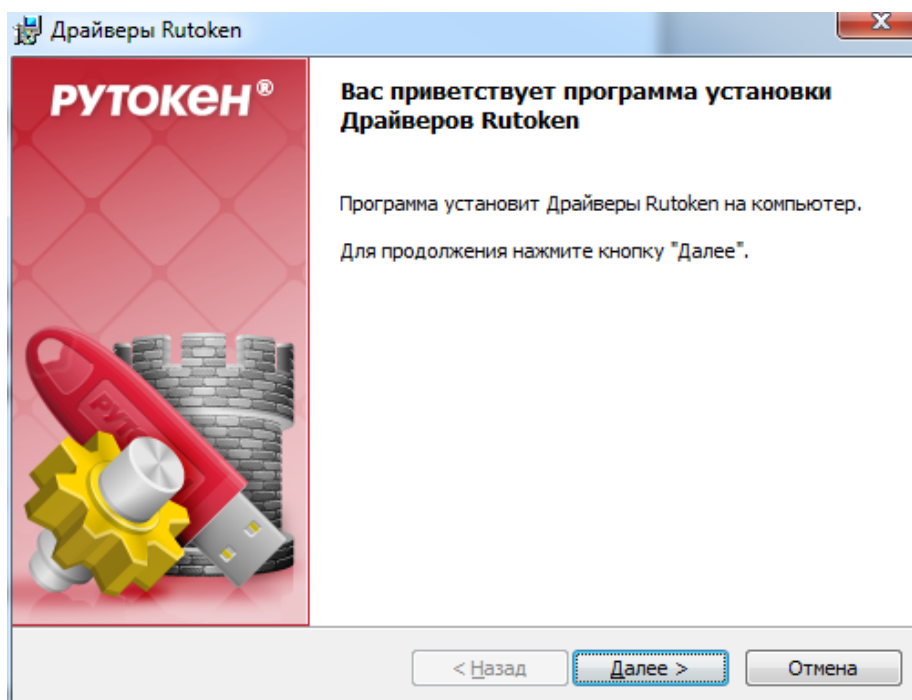 Драйверы Rutoken
РУТОКЕН®
Вас приветствует программа установки
Драйверов Rutoken
Программа установит Драйверы Rutoken на компьютер.
Для продолжения нажмите кнопку "Далее".
< Назад
Далее >
Отмена